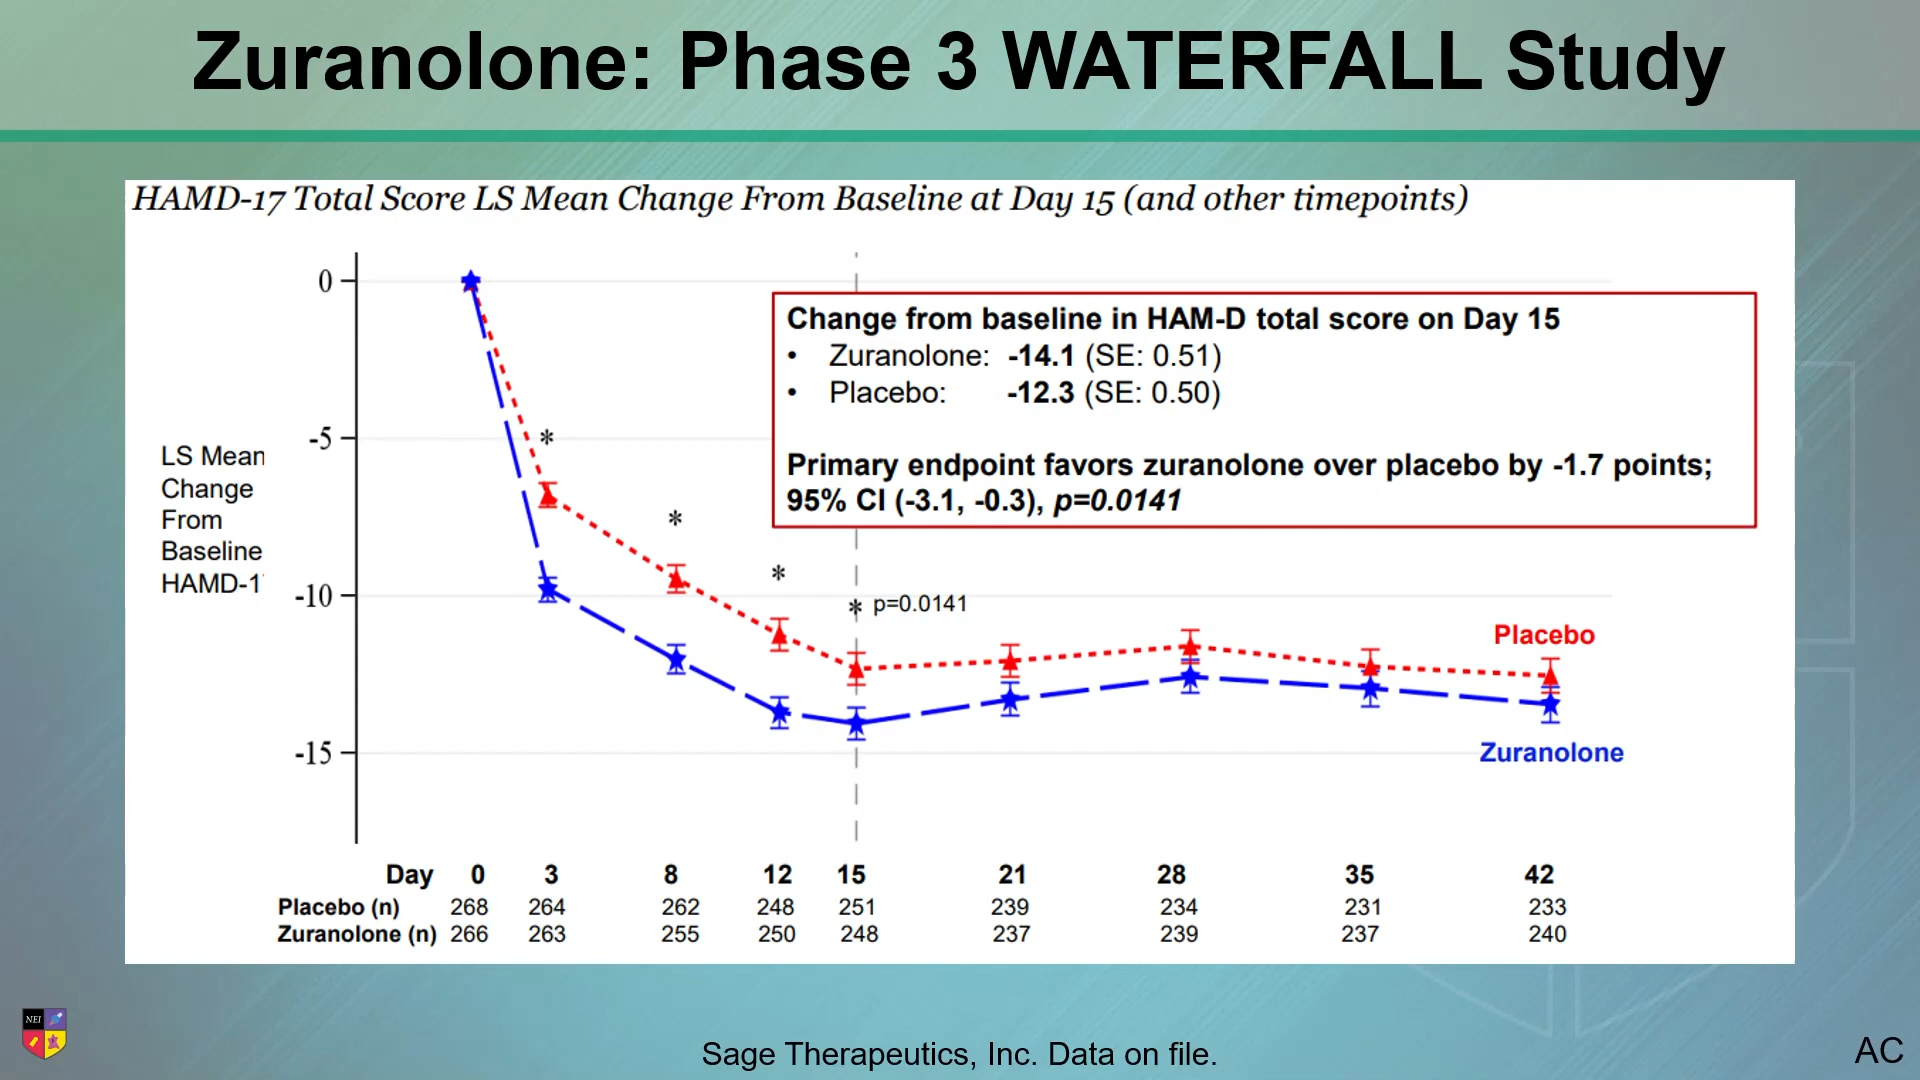 Zuranolone: Phase 3 WATERFALL Study
HAMD-17 Total Score LS Mean Change From Baseline at Day 15 (and other timepoints)
0
-5
-10
-15
LS Mean
Change
From
Baseline
HAMD-1
Change from baseline in HAM-D total score on Day 15
• Zuranolone: -14.1 (SE: 0.51)
• Placebo: -12.3 (SE: 0.50)
Primary endpoint favors zuranolone over placebo by -1.7 points;
95% CI (-3.1, -0.3), p=0.0141
*
*
*
* p=0.0141
Placebo
Zuranolone
Day 0 3 8 12 15 21 28 35 42
Placebo (n) 268 264 262 248 251 239 234 231 233
Zuranolone (n) 266 263 255 250 248 237 239 237 240
NEI
Sage Therapeutics, Inc. Data on file.
AC